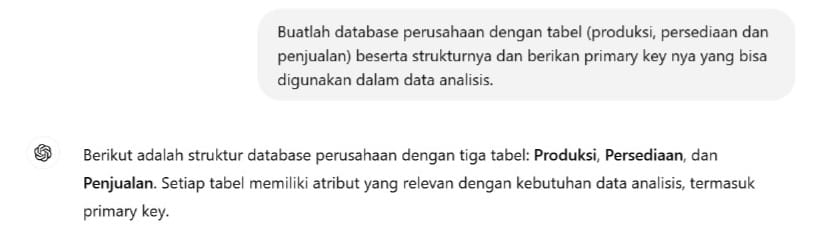 Buatlah database perusahaan dengan tabel (produksi, persediaan dan
penjualan) beserta strukturnya dan berikan primary key nya yang bisa
digunakan dalam data analisis.
Berikut adalah struktur database perusahaan dengan tiga tabel: Produksi, Persediaan, dan
Penjualan. Setiap tabel memiliki atribut yang relevan dengan kebutuhan data analisis, termasuk
primary key.